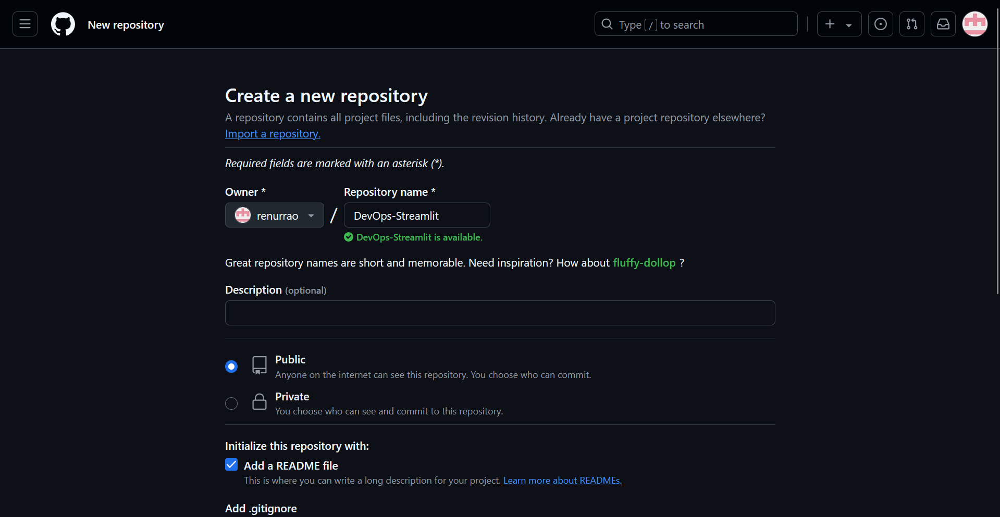 New repository
Type / to search
Create a new repository
A repository contains all project files, including the revision history. Already have a project repository elsewhere?
Import a repository.
Required fields are marked with an asterisk (*).
Owner *
Repository name *
renurrao
/
DevOps-Streamlit
DevOps-Streamlit is available.
Great repository names are short and memorable. Need inspiration? How about fluffy-dollop ?
Description (optional)
Public
Anyone on the internet can see this repository. You choose who can commit.
Private
You choose who can see and commit to this repository.
Initialize this repository with:
Add a README file
This is where you can write a long description for your project. Learn more about READMEs.
Add .gitignore